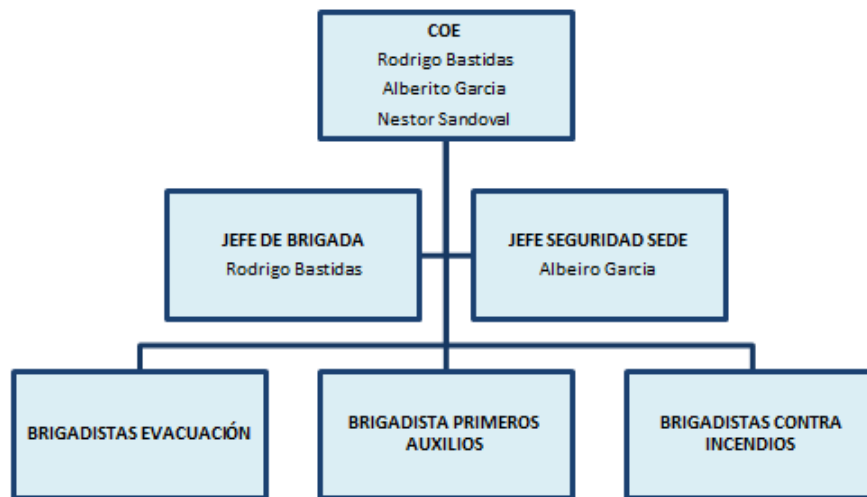 COE
Rodrigo Bastidas
Alberito Garcia
Nestor Sandoval
JEFE DE BRIGADA
Rodrigo Bastidas
JEFE SEGURIDAD SEDE
Albeiro Garcia
BRIGADISTAS EVACUACIÓN
BRIGADISTA PRIMEROS
AUXILIOS
BRIGADISTAS CONTRA
INCENDIOS